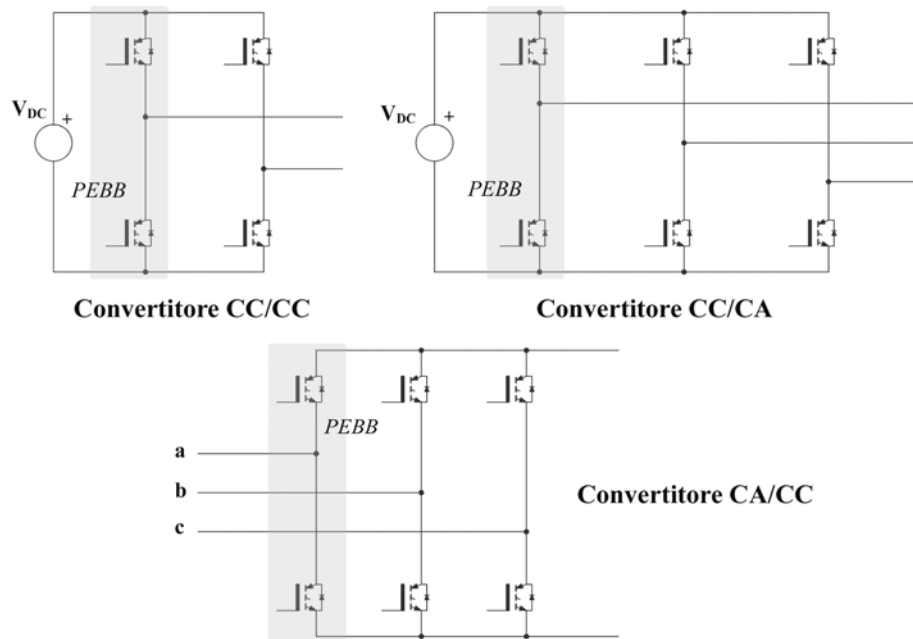 V_DC
+
PEBB
Convertitore CC/CC
V_DC
+
PEBB
Convertitore CC/CA
PEBB
a
b
c
Convertitore CA/CC